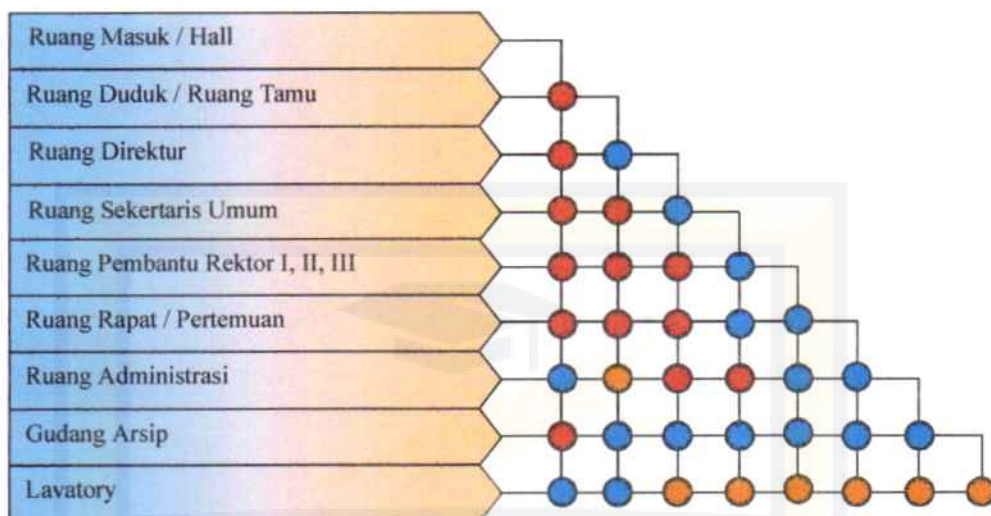 Ruang Masuk / Hall
Ruang Duduk / Ruang Tamu
Ruang Direktur
Ruang Sekertaris Umum
Ruang Pembantu Rektor I, II, III
Ruang Rapat / Pertemuan
Ruang Administrasi
Gudang Arsip
Lavatory